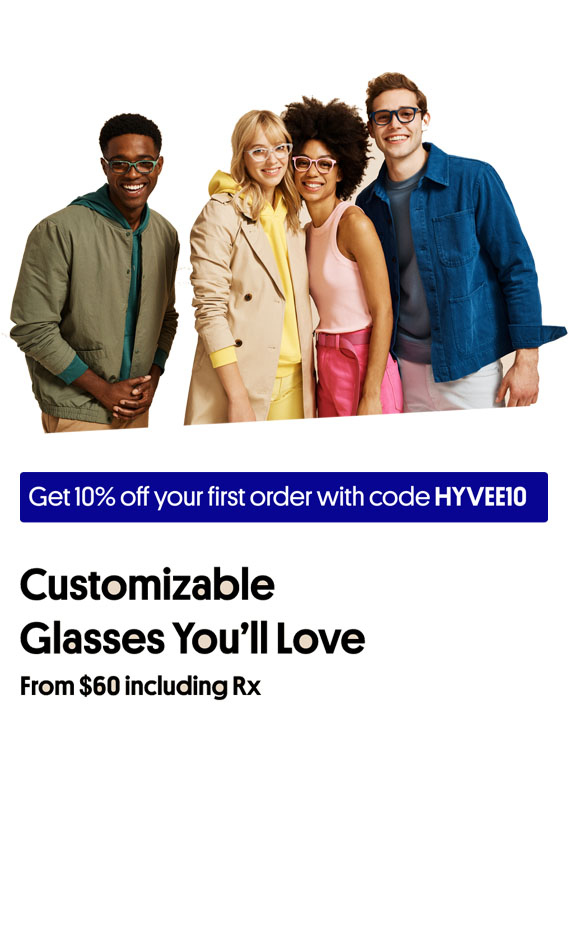 Get 10% off your first order with code HYVEE10
Customizable
Glasses You'll Love
From $60 including Rx